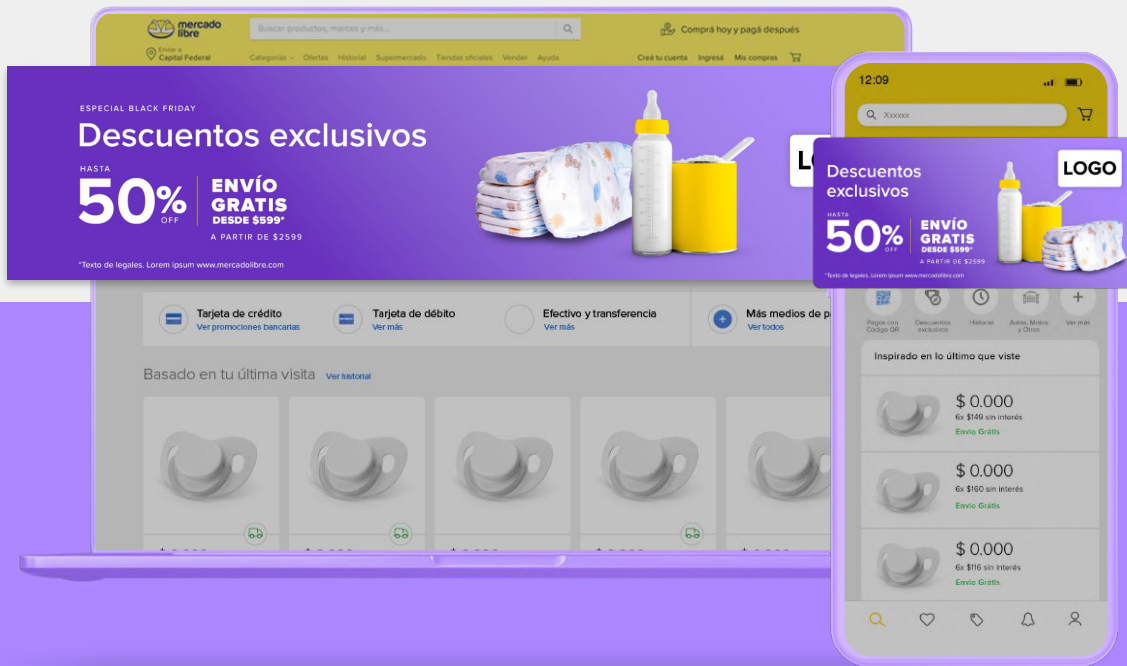 mercado
libre
Buscar productos, marcas y más...
Comprá hoy y pagá después
Enviar a
Capital Federal
Categorías
Ofertas
Historial
Supermercado
Tiendas oficiales
Vender
Ayuda
Creá tu cuenta
Ingresá
Mis compras
ESPECIAL BLACK FRIDAY
Descuentos exclusivos
HASTA
50%
OFF
ENVÍO
GRATIS
DESDE $599*
A PARTIR DE $2599
*Texto de legales. Lorem ipsum www.mercadolibre.com
Tarjeta de crédito
Ver promociones bancarias
Tarjeta de débito
Ver más
Efectivo y transferencia
Ver más
Más medios de p
Ver todos
Basado en tu última visita Ver historial
12:09
Xxxxxx
Descuentos
exclusivos
LOGO
HASTA
50%
OFF
ENVÍO
GRATIS
DESDE $599*
A PARTIR DE $2599
*Texto de legales. Lorem ipsum www.mercadolibre.com
Pagos con
Código QR
Descuentos
exclusivos
Historial
Autos, Motos
y Otros
Ver más
Inspirado en lo último que viste
$ 0.000
6x $149 sin interés
Envío Grátis
$ 0.000
6x $160 sin interés
Envío Grátis
$ 0.000
6x $116 sin interés
Envío Grátis